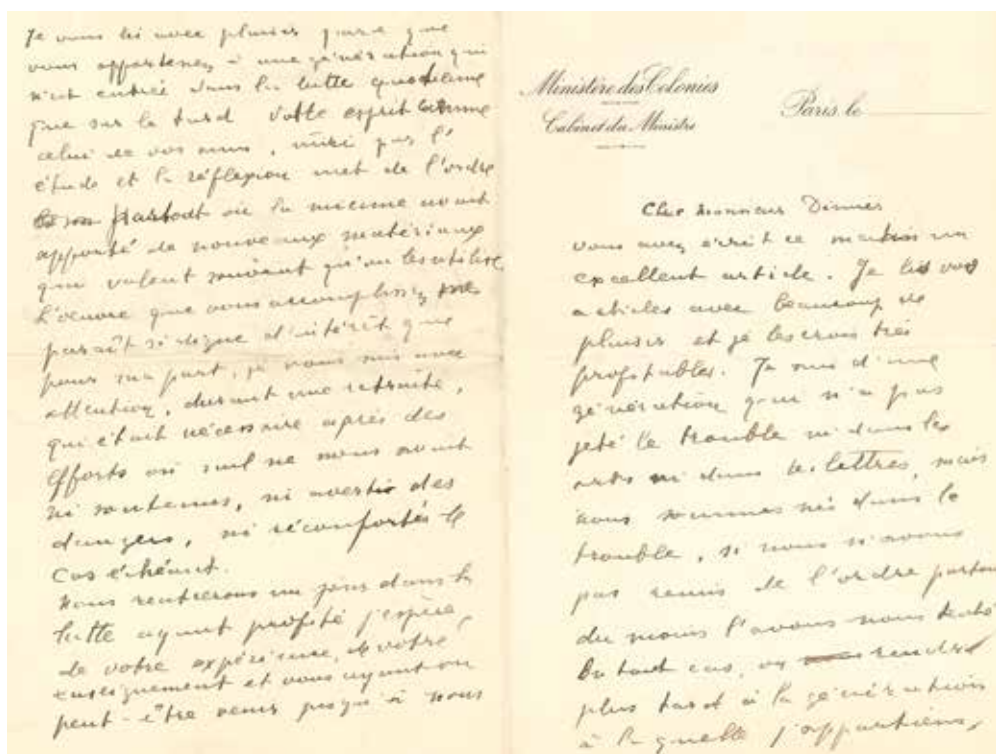 Ministère des Colonies
Cabinet du Ministre
Paris, le
Cher Monsieur
vous avez écrit ce matin un
excellent article. Je lis vos
articles avec beaucoup de
plaisir et je les crois très
profitables. Je suis d'une
génération qui n'a pas
jeté le trouble ni dans les
arts ni dans les lettres, mais
nous sommes nés dans le
trouble, si nous n'avons
pas remis de l'ordre partout
du moins l'avons nous tenté
En tout cas, on rendra
plus tard à la génération
à laquelle j'appartiens,
Je vous lis avec plaisir parce que
vous appartenez à une génération qui
n'est entrée dans la lutte quotidienne
que sur le tard. Votre esprit comme
celui de vos amis, mûri par l'
étude et la réflexion met de l'ordre
partout où la mienne avait
apporté de nouveaux matériaux
qui valent souvent qu'on les utilise,
L'oeuvre que vous accomplissez me
paraît si digne d'intérêt que
pour ma part, je vous suis avec
attention, durant une retraite,
qui était nécessaire après des
efforts où nul ne nous avait
ni soutenus, ni avertis des
dangers, ni réconfortés le
cas échéant.
Nous rentrerons un jour dans la
lutte ayant profité j'espère,
de votre expérience, de votre
enseignement et vous ayant vu
peut-être venir jusqu'à nous